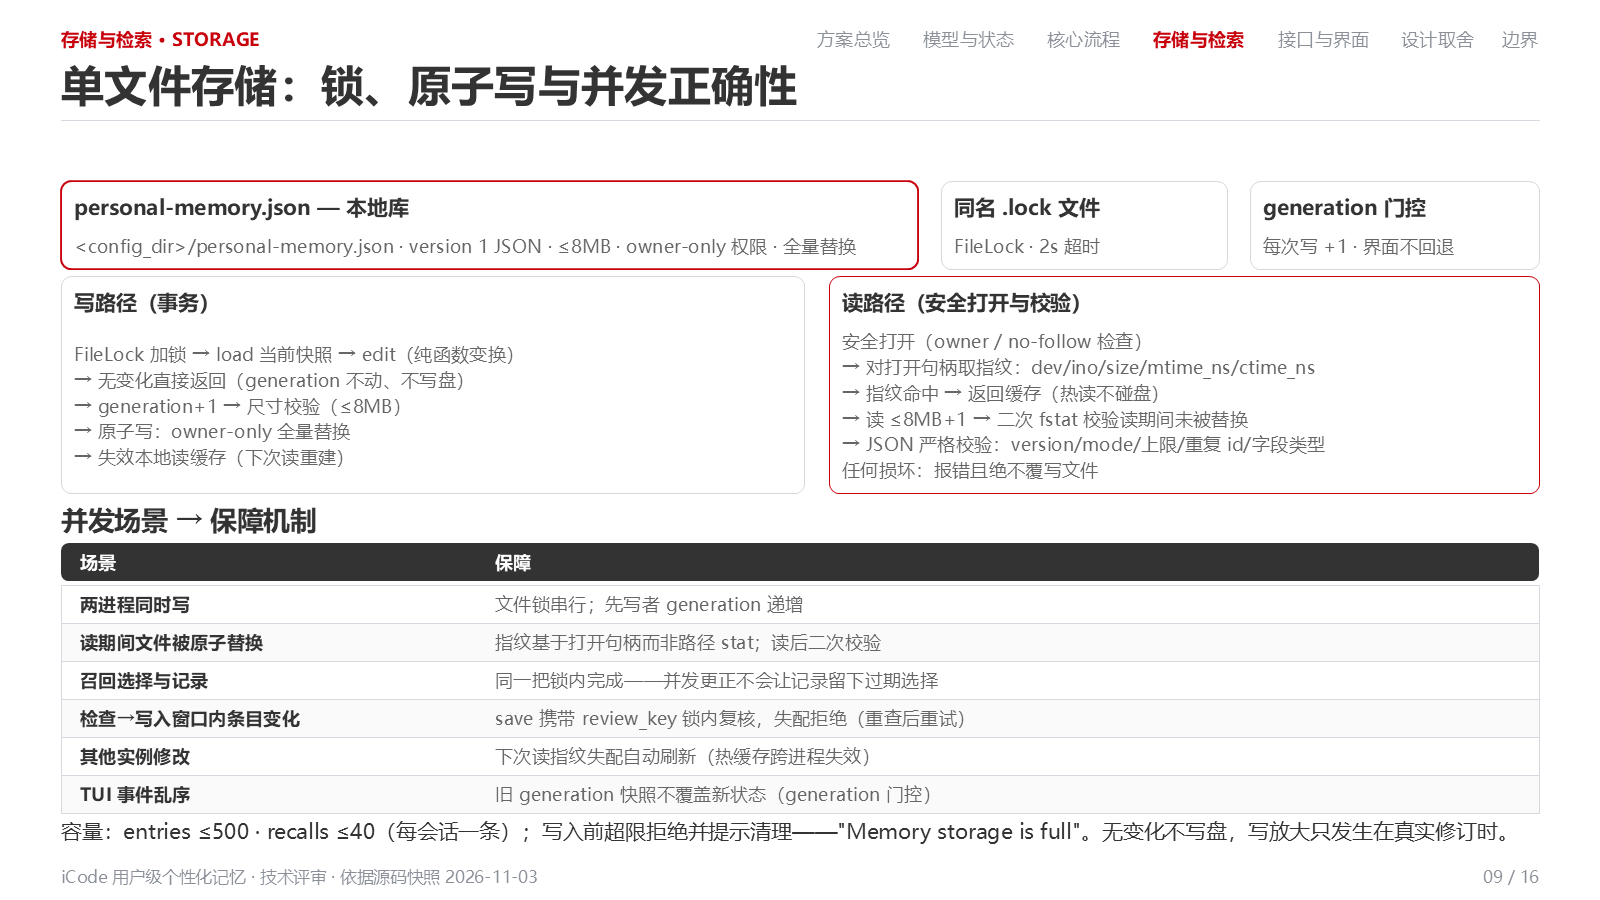 存储与检索 • STORAGE
方案总览 模型与状态 核心流程 存储与检索 接口与界面 设计取舍 边界
单文件存储：锁、原子写与并发正确性
personal-memory.json — 本地库
<config_dir>/personal-memory.json · version 1 JSON · ≤8MB · owner-only 权限 · 全量替换
同名 .lock 文件
FileLock · 2s 超时
generation 门控
每次写 +1 · 界面不回退
写路径（事务）
FileLock 加锁 → load 当前快照 → edit（纯函数变换）
→ 无变化直接返回（generation 不动、不写盘）
→ generation+1 → 尺寸校验（≤8MB）
→ 原子写：owner-only 全量替换
→ 失效本地读缓存（下次读重建）
读路径（安全打开与校验）
安全打开（owner / no-follow 检查）
→ 对打开句柄取指纹：dev/ino/size/mtime_ns/ctime_ns
→ 指纹命中 → 返回缓存（热读不碰盘）
→ 读 ≤8MB+1 → 二次 fstat 校验读期间未被替换
→ JSON 严格校验：version/mode/上限/重复 id/字段类型
任何损坏：报错且绝不覆写文件
并发场景 → 保障机制
场景 保障
两进程同时写 文件锁串行；先写者 generation 递增
读期间文件被原子替换 指纹基于打开句柄而非路径 stat；读后二次校验
召回选择与记录 同一把锁内完成——并发更正不会让记录留下过期选择
检查→写入窗口内条目变化 save 携带 review_key 锁内复核，失配拒绝（重查后重试）
其他实例修改 下次读指纹失配自动刷新（热缓存跨进程失效）
TUI 事件乱序 旧 generation 快照不覆盖新状态（generation 门控）
容量：entries ≤500 · recalls ≤40（每会话一条）；写入前超限拒绝并提示清理——"Memory storage is full"。无变化不写盘，写放大只发生在真实修订时。
iCode 用户级个性化记忆 · 技术评审 · 依据源码快照 2026-11-03
09 / 16